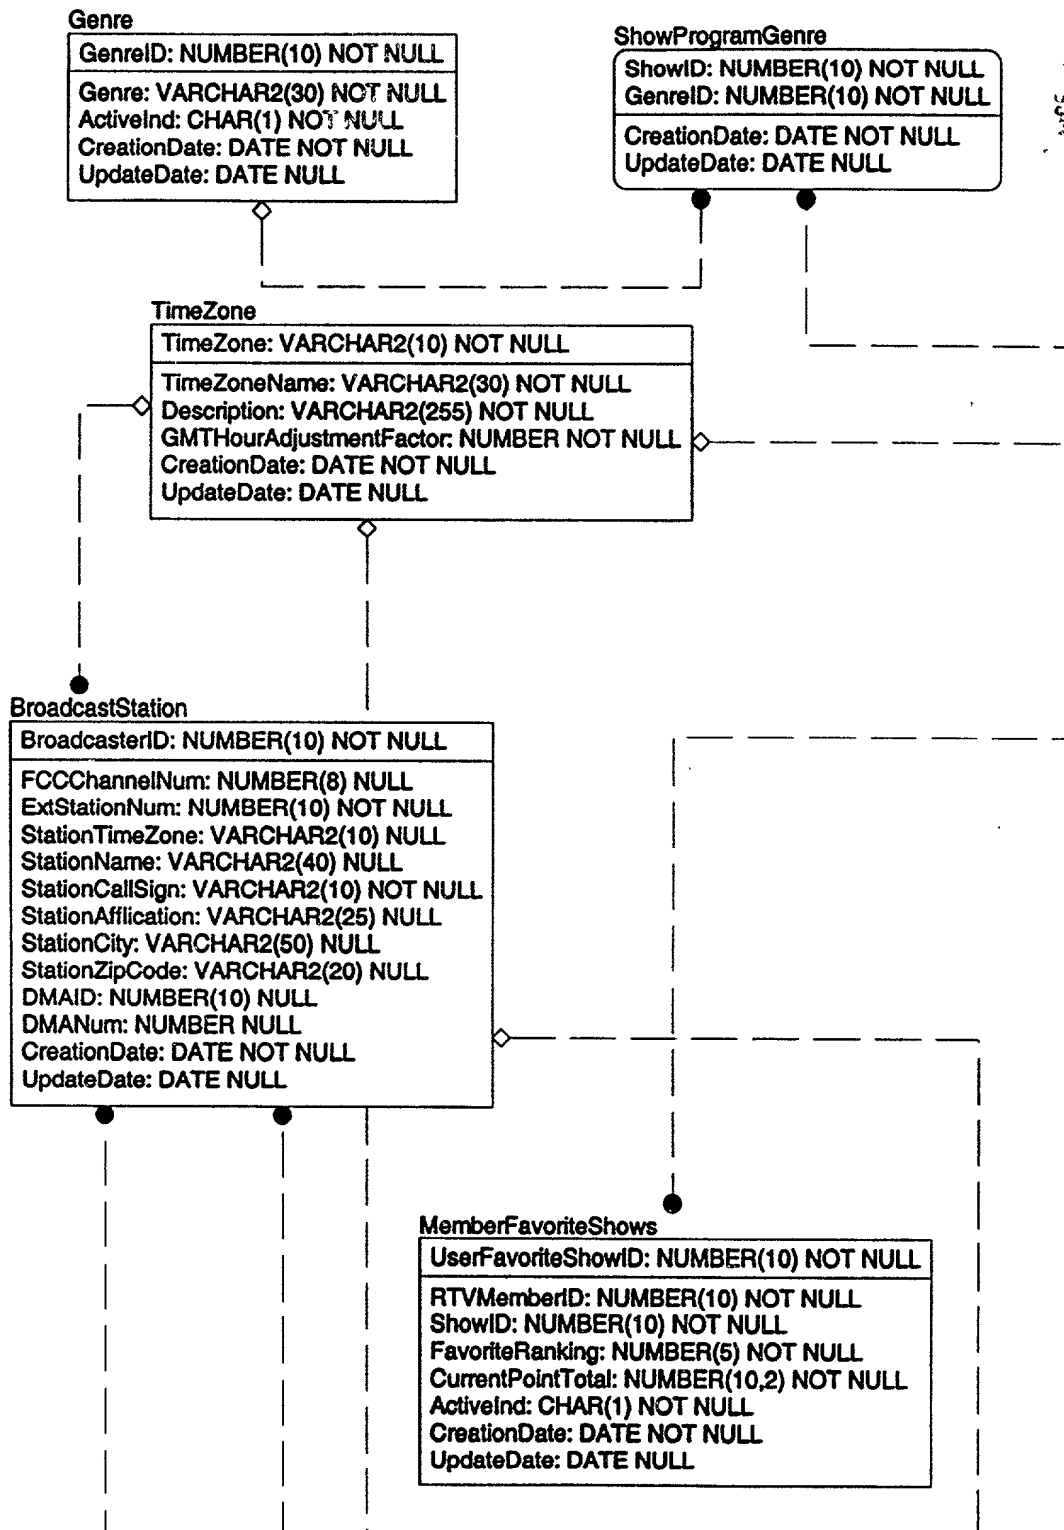 Genre
GenreID: NUMBER(10) NOT NULL
Genre: VARCHAR2(30) NOT NULL
ActiveInd: CHAR(1) NOT NULL
CreationDate: DATE NOT NULL
UpdateDate: DATE NULL
ShowProgramGenre
ShowID: NUMBER(10) NOT NULL
GenreID: NUMBER(10) NOT NULL
CreationDate: DATE NOT NULL
UpdateDate: DATE NULL
TimeZone
TimeZone: VARCHAR2(10) NOT NULL
TimeZoneName: VARCHAR2(30) NOT NULL
Description: VARCHAR2(255) NOT NULL
GMTHourAdjustmentFactor: NUMBER NOT NULL
CreationDate: DATE NOT NULL
UpdateDate: DATE NULL
BroadcastStation
BroadcasterID: NUMBER(10) NOT NULL
FCCChannelNum: NUMBER(8) NULL
ExtStationNum: NUMBER(10) NOT NULL
StationTimeZone: VARCHAR2(10) NULL
StationName: VARCHAR2(40) NULL
StationCallSign: VARCHAR2(10) NOT NULL
StationAfflication: VARCHAR2(25) NULL
StationCity: VARCHAR2(50) NULL
StationZipCode: VARCHAR2(20) NULL
DMAID: NUMBER(10) NULL
DMANum: NUMBER NULL
CreationDate: DATE NOT NULL
UpdateDate: DATE NULL
MemberFavoriteShows
UserFavoriteShowID: NUMBER(10) NOT NULL
RTVMemberID: NUMBER(10) NOT NULL
ShowID: NUMBER(10) NOT NULL
FavoriteRanking: NUMBER(5) NOT NULL
CurrentPointTotal: NUMBER(10,2) NOT NULL
ActiveInd: CHAR(1) NOT NULL
CreationDate: DATE NOT NULL
UpdateDate: DATE NULL